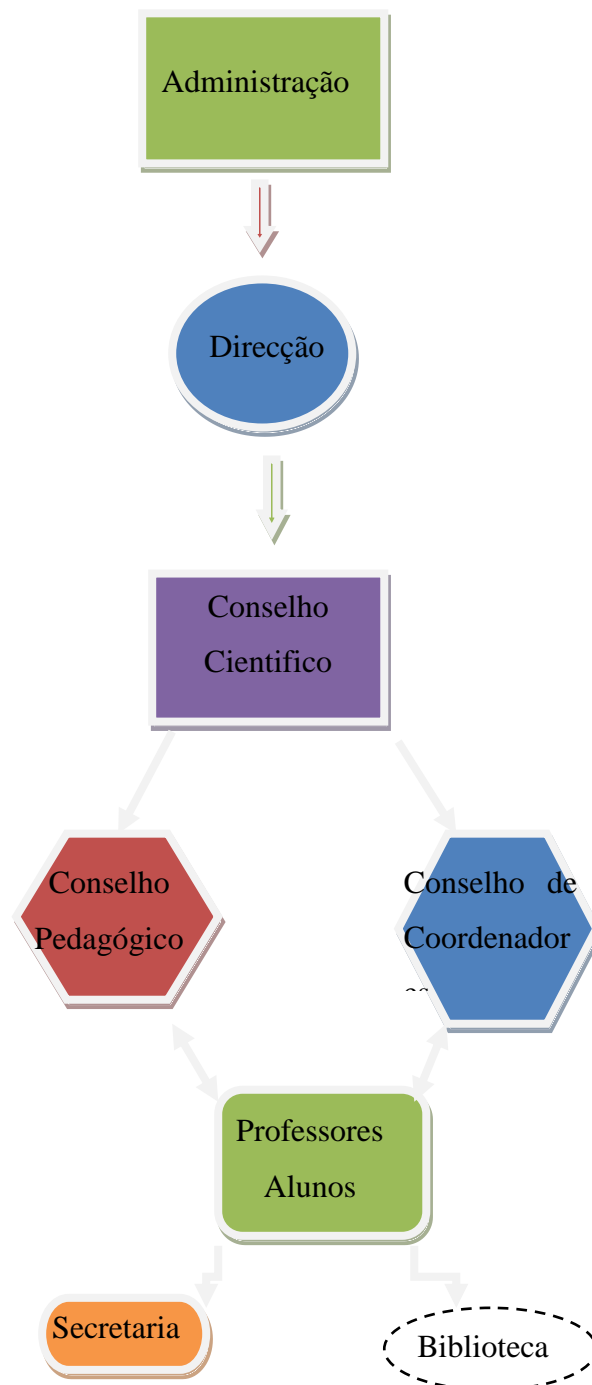 Administração
Direcção
Conselho
Cientifico
Conselho
Pedagógico
Conselho de
Coordenador
Professores
Alunos
Secretaria
Biblioteca